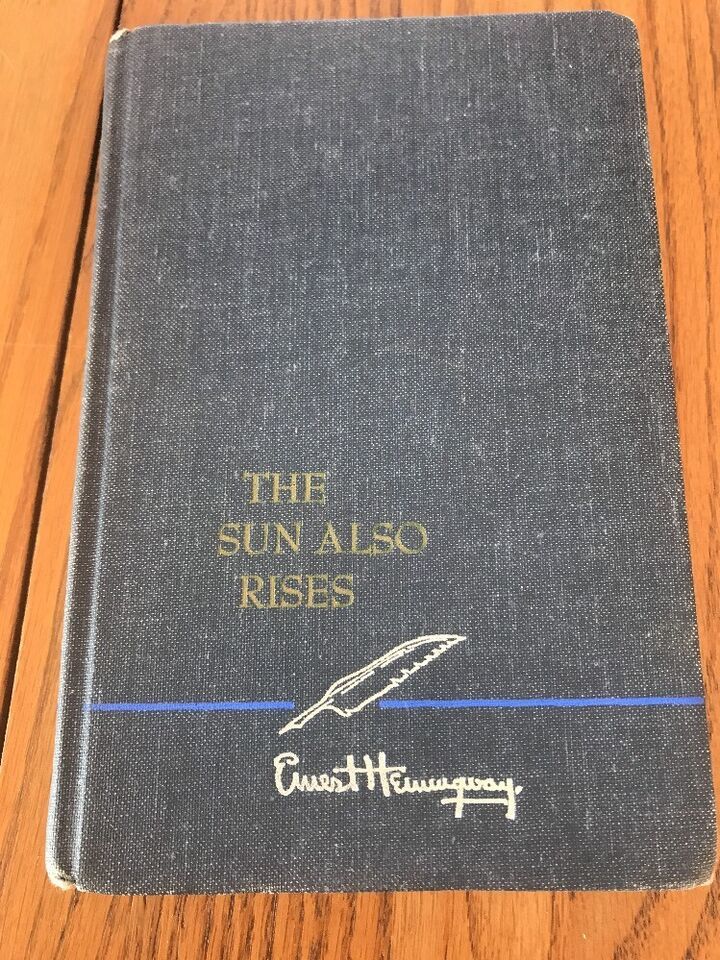 THE
SUN ALSO
RISES
Ernest Hemingway.